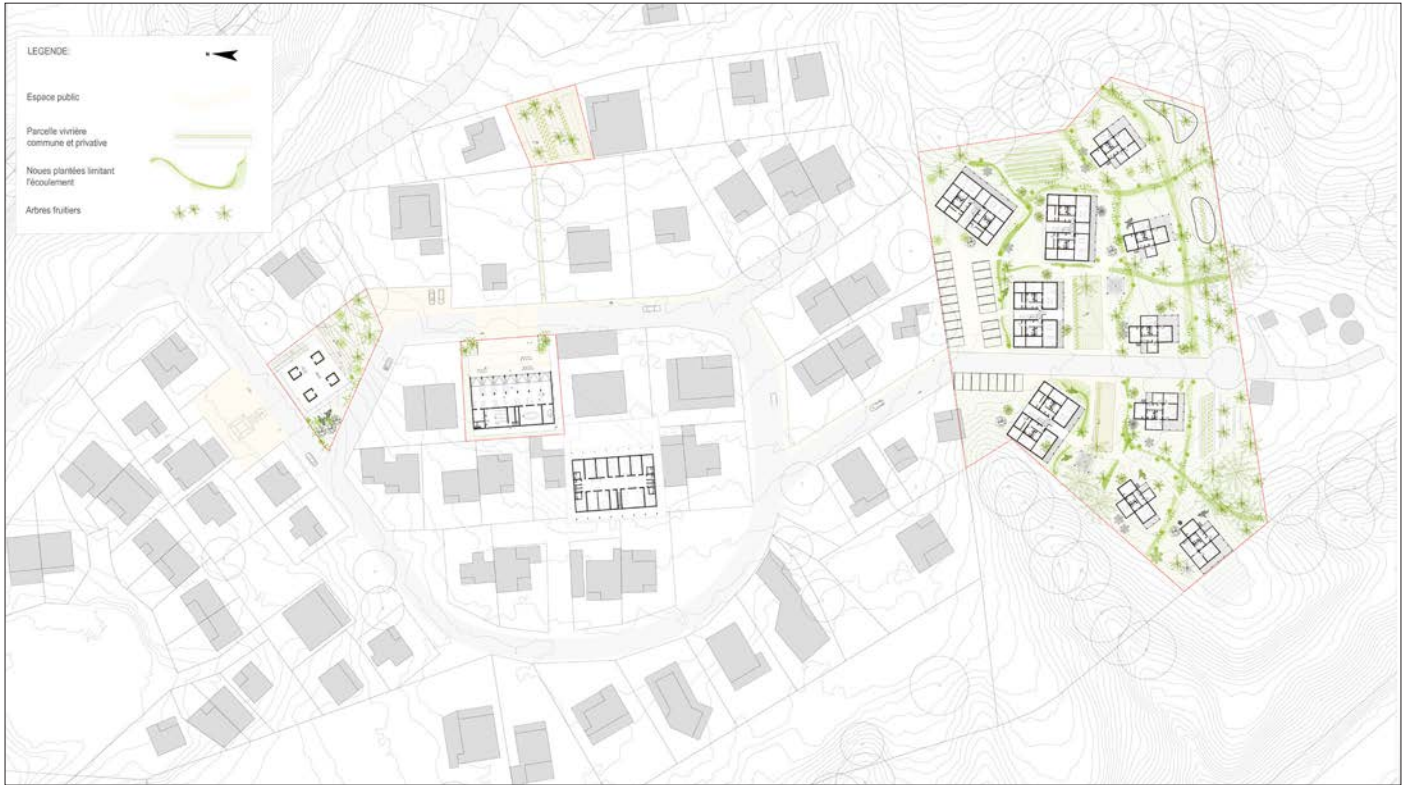 LEGENDE:
Espace public
Parcelle vivrière
commune et privative
Noues plantées limitant
l'écoulement
Arbres fruitiers